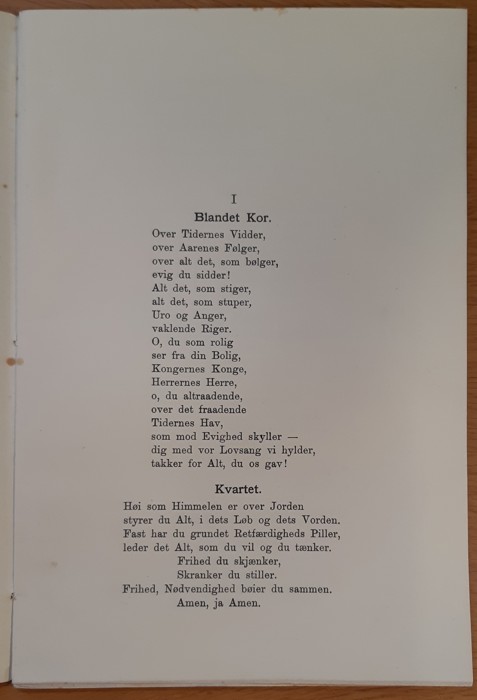 I
Blandet Kor.
Over Tidernes Vidder,
over Aarenes Følger,
over alt det, som bølger,
evig du sidder!
Alt det, som stiger,
alt det, som stuper,
Uro og Anger,
vaklende Riger.
O, du som rolig
ser fra din Bolig,
Kongernes Konge,
Herrernes Herre,
o, du altraadende,
over det fraadende
Tidernes Hav,
som mod Evighed skyller —
dig med vor Lovsang vi hylder,
takker for Alt, du os gav!
Kvartet.
Høi som Himmelen er over Jorden
styrer du Alt, i dets Løb og dets Vorden.
Fast har du grundet Retfærdigheds Piller,
leder det Alt, som du vil og du tænker.
Frihed du skjænker,
Skranker du stiller.
Frihed, Nødvendighed bøier du sammen.
Amen, ja Amen.